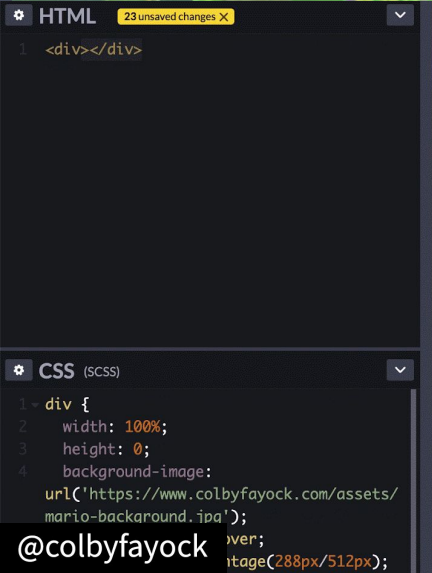 HTML
23 unsaved changes X
1 <div></div>
CSS (SCSS)
1 div {
2 width: 100%;
3 height: 0;
4 background-image:
url('https://www.colbyfayock.com/assets/
mario-background.jpg');
over;
ntage(288px/512px);
@colbyfayock